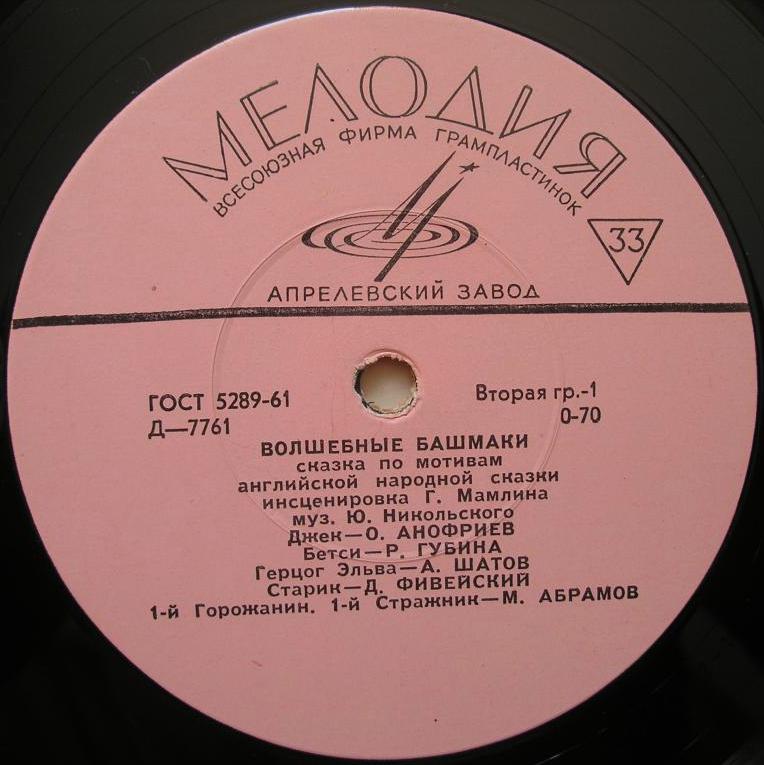 МЕЛОДИЯ
ВСЕСОЮЗНАЯ ФИРМА ГРАМПЛАСТИНОК
33
АПРЕЛЕВСКИЙ ЗАВОД
ГОСТ 5289-61 Вторая гр.-1
Д—7761 0-70
ВОЛШЕБНЫЕ БАШМАКИ
сказка по мотивам
английской народной сказки
инсценировка Г. Мамлина
муз. Ю. Никольского
Джек—О. АНОФРИЕВ
Бетси—Р. ГУБИНА
Герцог Эльва—А. ШАТОВ
Старик—Д. ФИВЕЙСКИЙ
1-й Горожанин. 1-й Стражник—М. АБРАМОВ